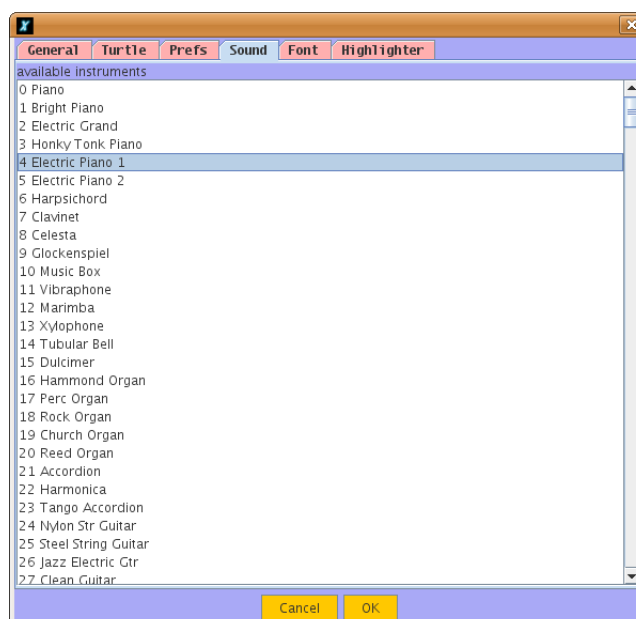 General Turtle Prefs Sound Font Highlighter
available instruments
0 Piano
1 Bright Piano
2 Electric Grand
3 Honky Tonk Piano
4 Electric Piano 1
5 Electric Piano 2
6 Harpsichord
7 Clavinet
8 Celesta
9 Glockenspiel
10 Music Box
11 Vibraphone
12 Marimba
13 Xylophone
14 Tubular Bell
15 Dulcimer
16 Hammond Organ
17 Perc Organ
18 Rock Organ
19 Church Organ
20 Reed Organ
21 Accordion
22 Harmonica
23 Tango Accordion
24 Nylon Str Guitar
25 Steel String Guitar
26 Jazz Electric Gtr
27 Clean Guitar
Cancel OK